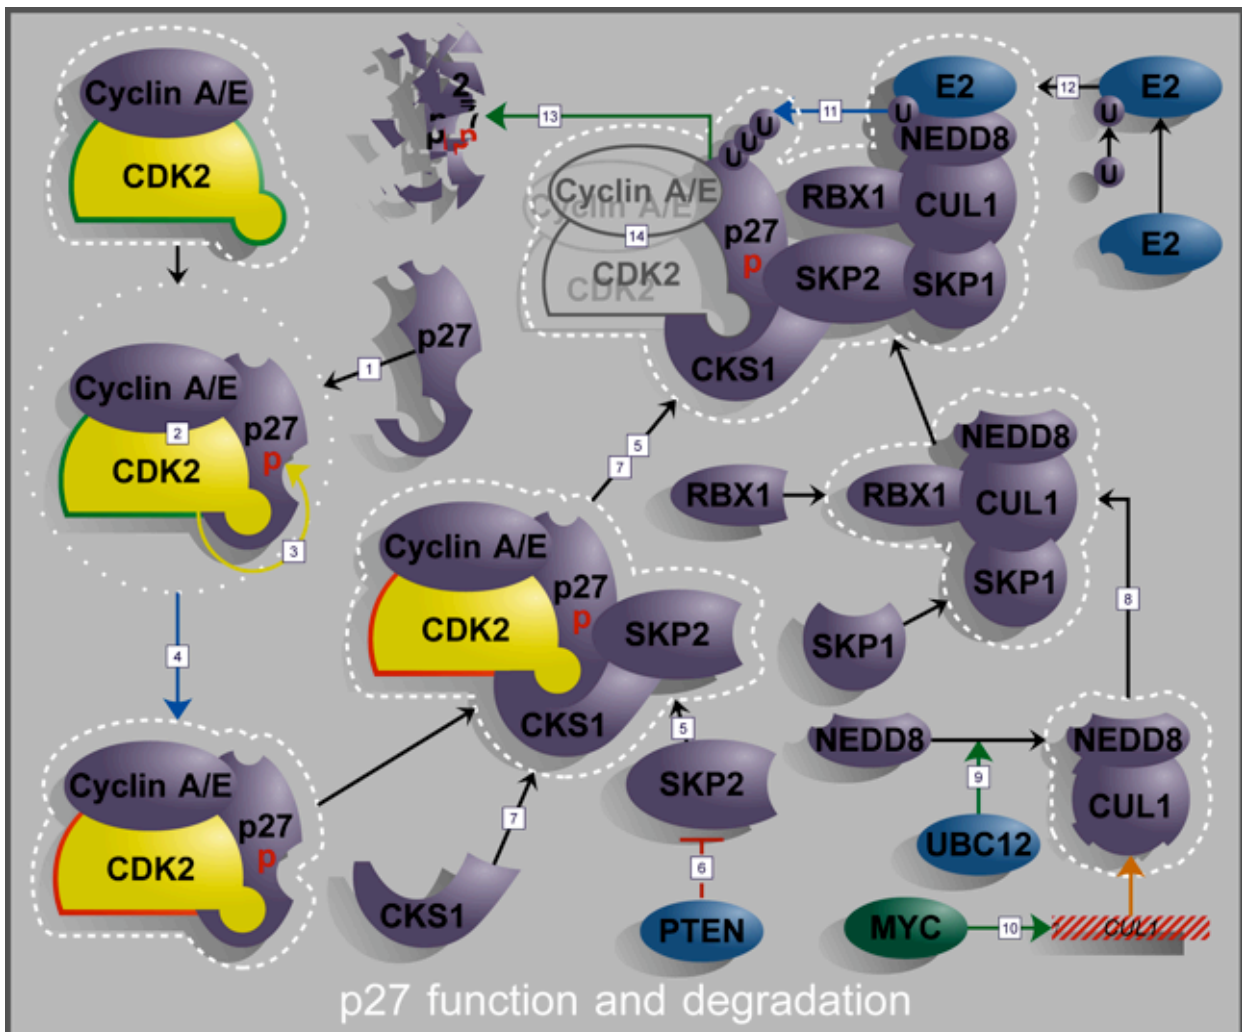 Cyclin A/E
CDK2
p27
1
Cyclin A/E
2
CDK2
p27
p
3
4
Cyclin A/E
CDK2
p27
p
13
Cyclin A/E
Cyclin A/E
14
CDK2
CDK2
U
U
U
p27
p
CKS1
SKP2
RBX1
11
E2
U
NEDD8
CUL1
SKP1
12
E2
U
U
E2
7
5
Cyclin A/E
CDK2
p27
p
SKP2
CKS1
7
CKS1
5
SKP2
6
PTEN
RBX1
RBX1
NEDD8
CUL1
SKP1
SKP1
8
NEDD8
9
UBC12
NEDD8
CUL1
MYC
10
CUL1
p27 function and degradation